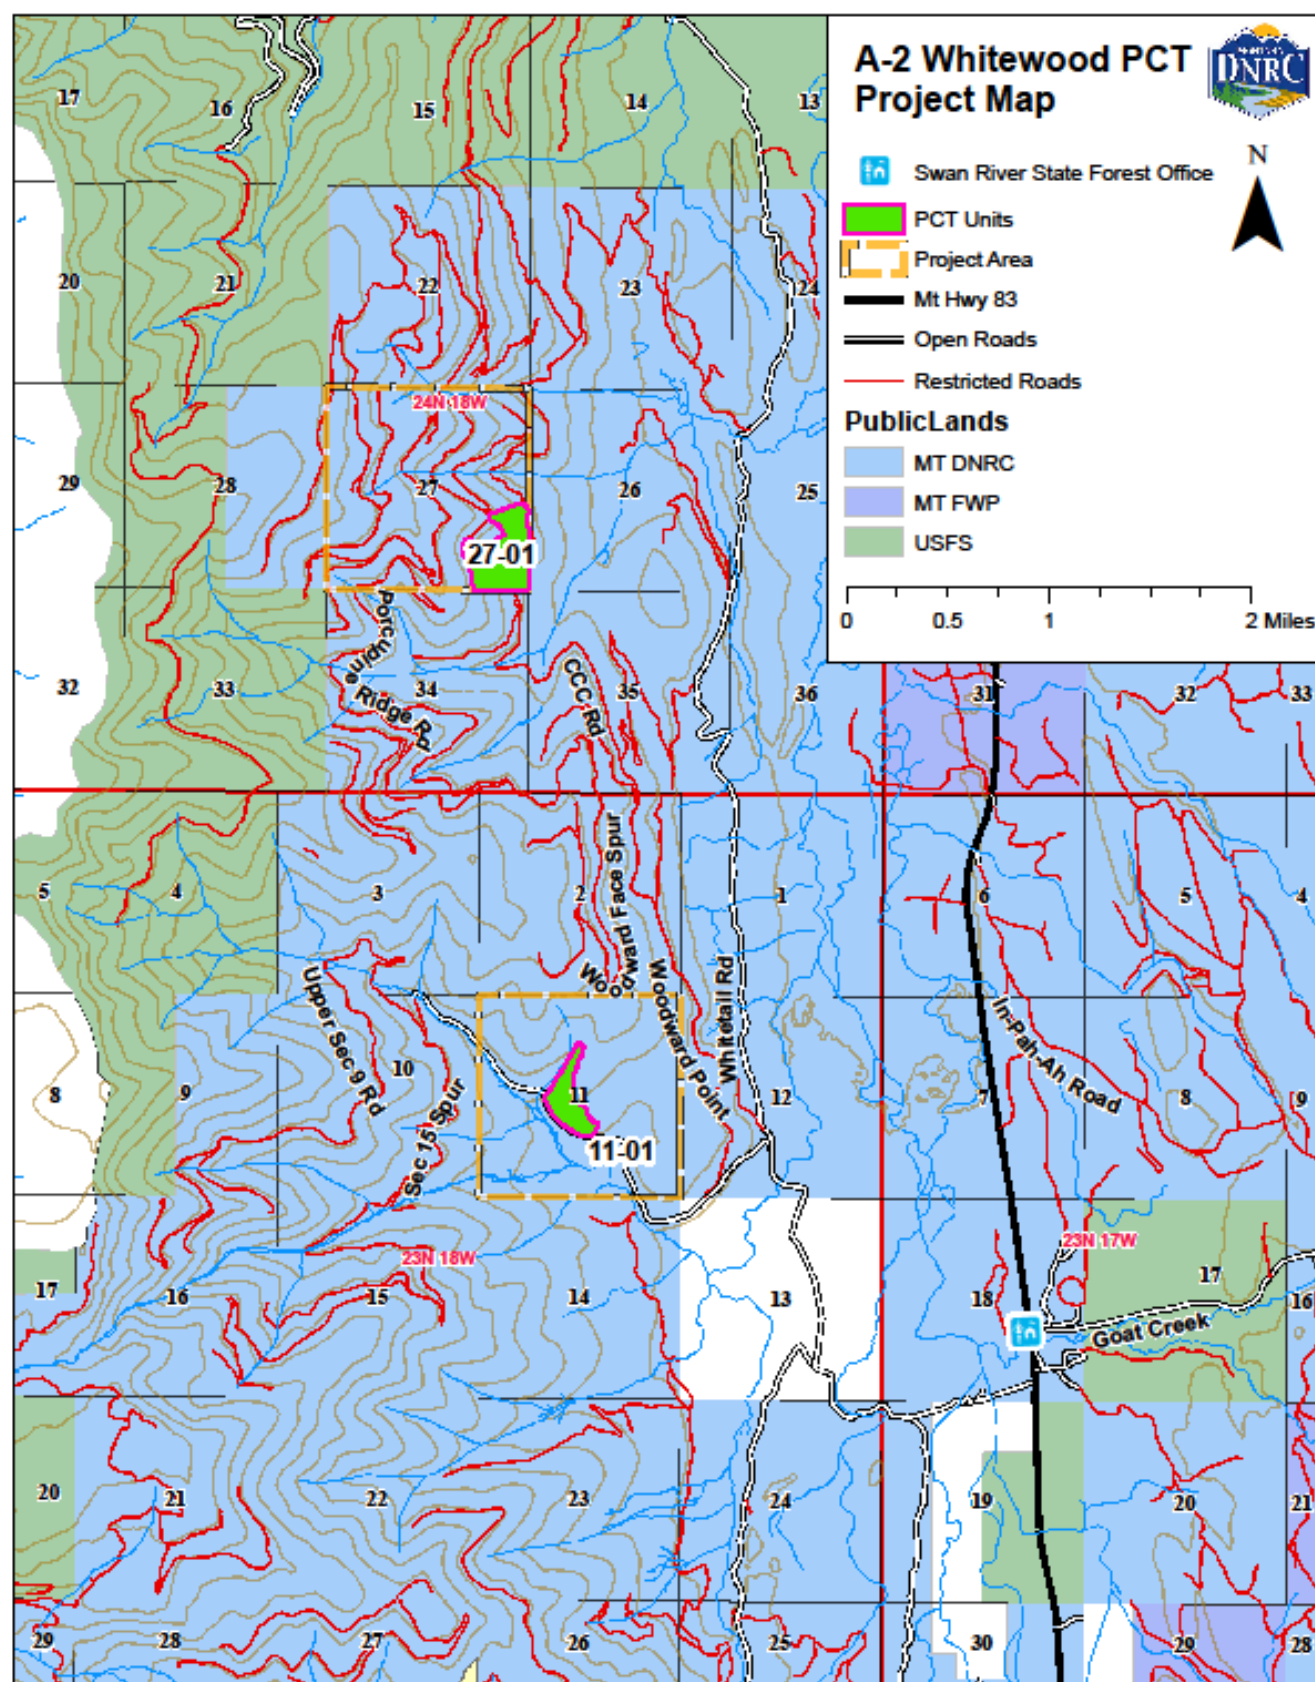 A-2 Whitewood PCT
Project Map
MONTANA
DNRC
N
Swan River State Forest Office
PCT Units
Project Area
Mt Hwy 83
Open Roads
Restricted Roads
PublicLands
MT DNRC
MT FWP
USFS
0 0.5 1 2 Miles
17 16 15 14 13
20 21 22 23 24
24N 18W
29 28 27 26 25
27-01
32 33 34 35 36 31 32 33
Porcupine Ridge Rd
CCC Rd
5 4 3 2 1 6 5 4
Woodward Face Spur
Woodward Point
Whitetail Rd
Upper Sec 9 Rd
Sec 15 Spur
In-Pah-Ah Road
8 9 10 11 12 7 8 9
11-01
23N 18W
23N 17W
17 16 15 14 13 18 17 16
Goat Creek
20 21 22 23 24 19 20 21
29 28 27 26 25 30 29 28